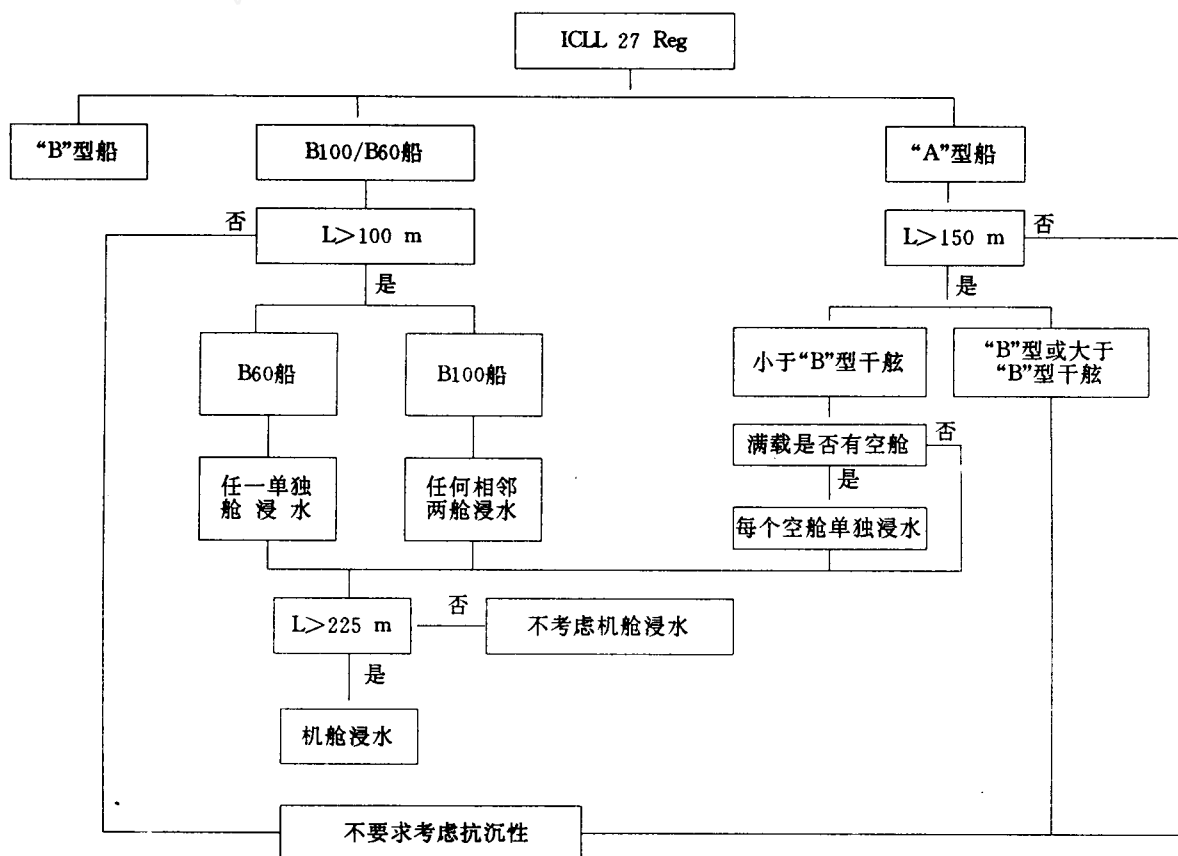 ICLL 27 Reg
“B”型船
B100/B60船
“A”型船
否
L>100 m
L>150 m
否
是
是
B60船
B100船
小于“B”型干舷
“B”型或大于
“B”型干舷
满载是否有空舱
否
任一单独
舱 浸 水
任何相邻
两舱浸水
是
每个空舱单独浸水
L>225 m
否
不考虑机舱浸水
是
机舱浸水
不要求考虑抗沉性